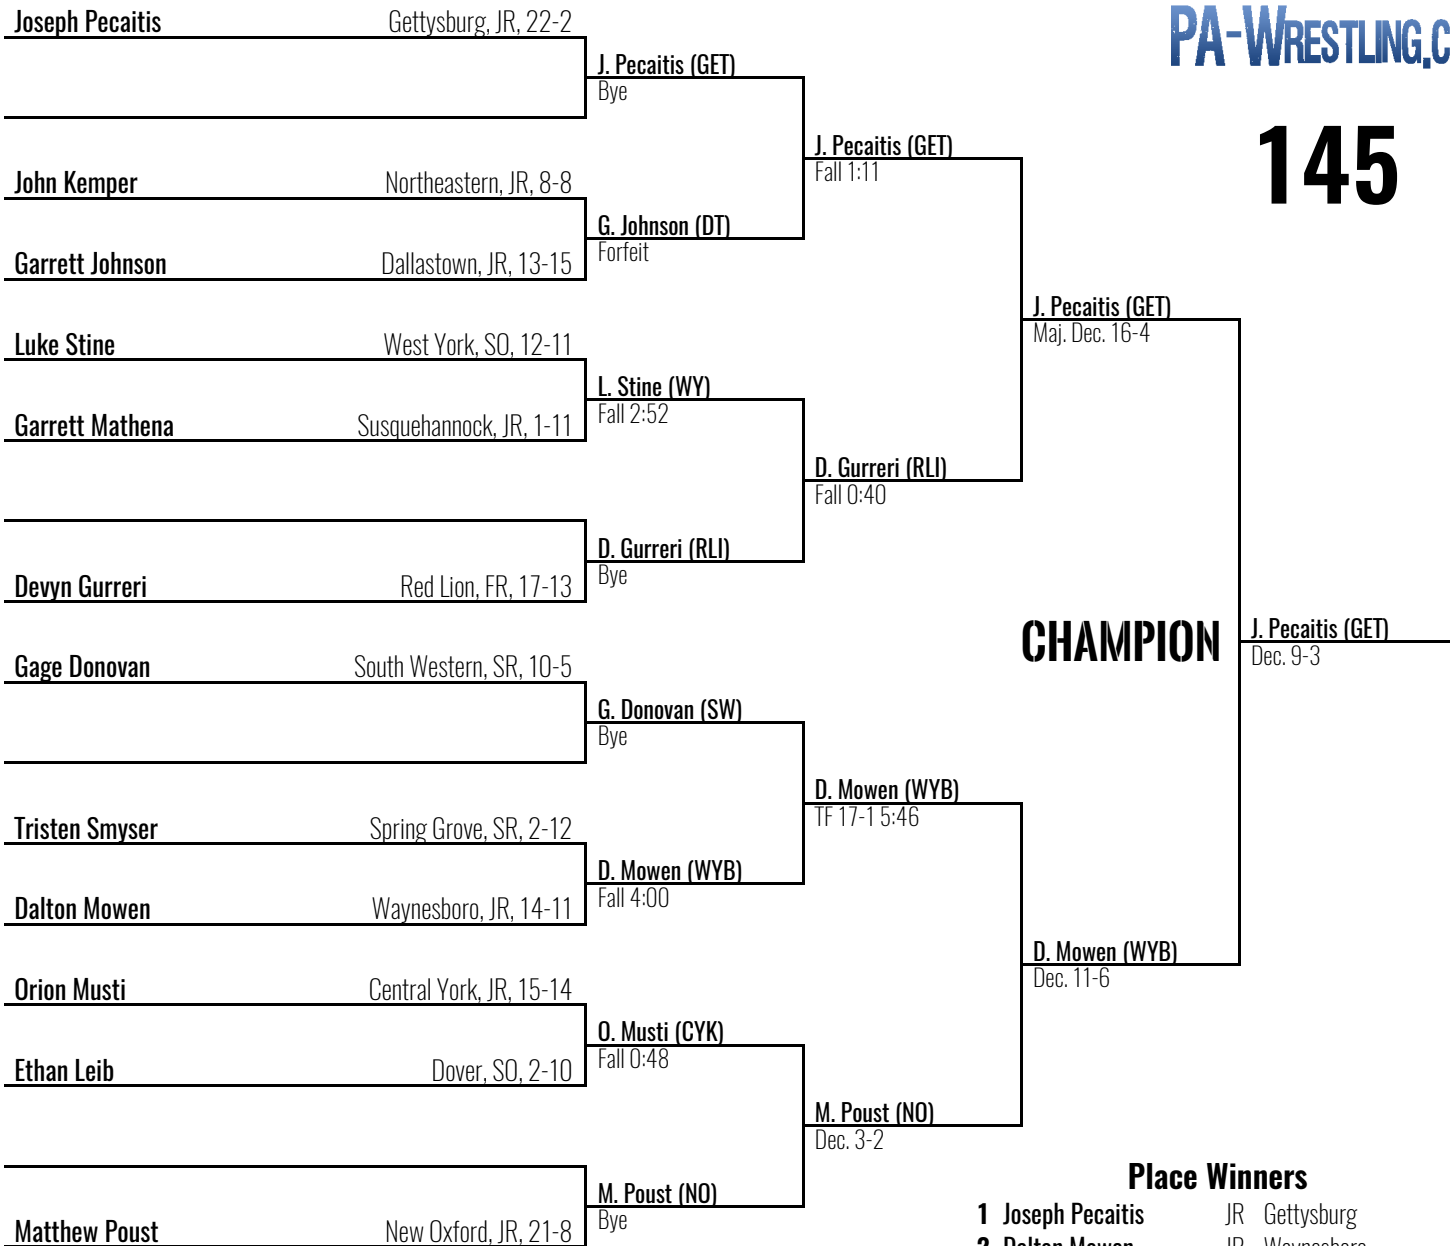 PA-WRESTLING.C
145
Joseph Pecaitis Gettysburg, JR, 22-2
J. Pecaitis (GET)
Bye
J. Pecaitis (GET)
Fall 1:11
John Kemper Northeastern, JR, 8-8
G. Johnson (DT)
Forfeit
Garrett Johnson Dallastown, JR, 13-15
J. Pecaitis (GET)
Maj. Dec. 16-4
Luke Stine West York, SO, 12-11
L. Stine (WY)
Fall 2:52
Garrett Mathena Susquehannock, JR, 1-11
D. Gurreri (RLI)
Fall 0:40
D. Gurreri (RLI)
Bye
Devyn Gurreri Red Lion, FR, 17-13
CHAMPION
J. Pecaitis (GET)
Dec. 9-3
Gage Donovan South Western, SR, 10-5
G. Donovan (SW)
Bye
D. Mowen (WYB)
TF 17-1 5:46
Tristen Smyser Spring Grove, SR, 2-12
D. Mowen (WYB)
Fall 4:00
Dalton Mowen Waynesboro, JR, 14-11
D. Mowen (WYB)
Dec. 11-6
Orion Musti Central York, JR, 15-14
O. Musti (CYK)
Fall 0:48
Ethan Leib Dover, SO, 2-10
M. Poust (NO)
Dec. 3-2
M. Poust (NO)
Bye
Matthew Poust New Oxford, JR, 21-8
Place Winners
1 Joseph Pecaitis JR Gettysburg
2 Dalton Mowen JR Waynesboro